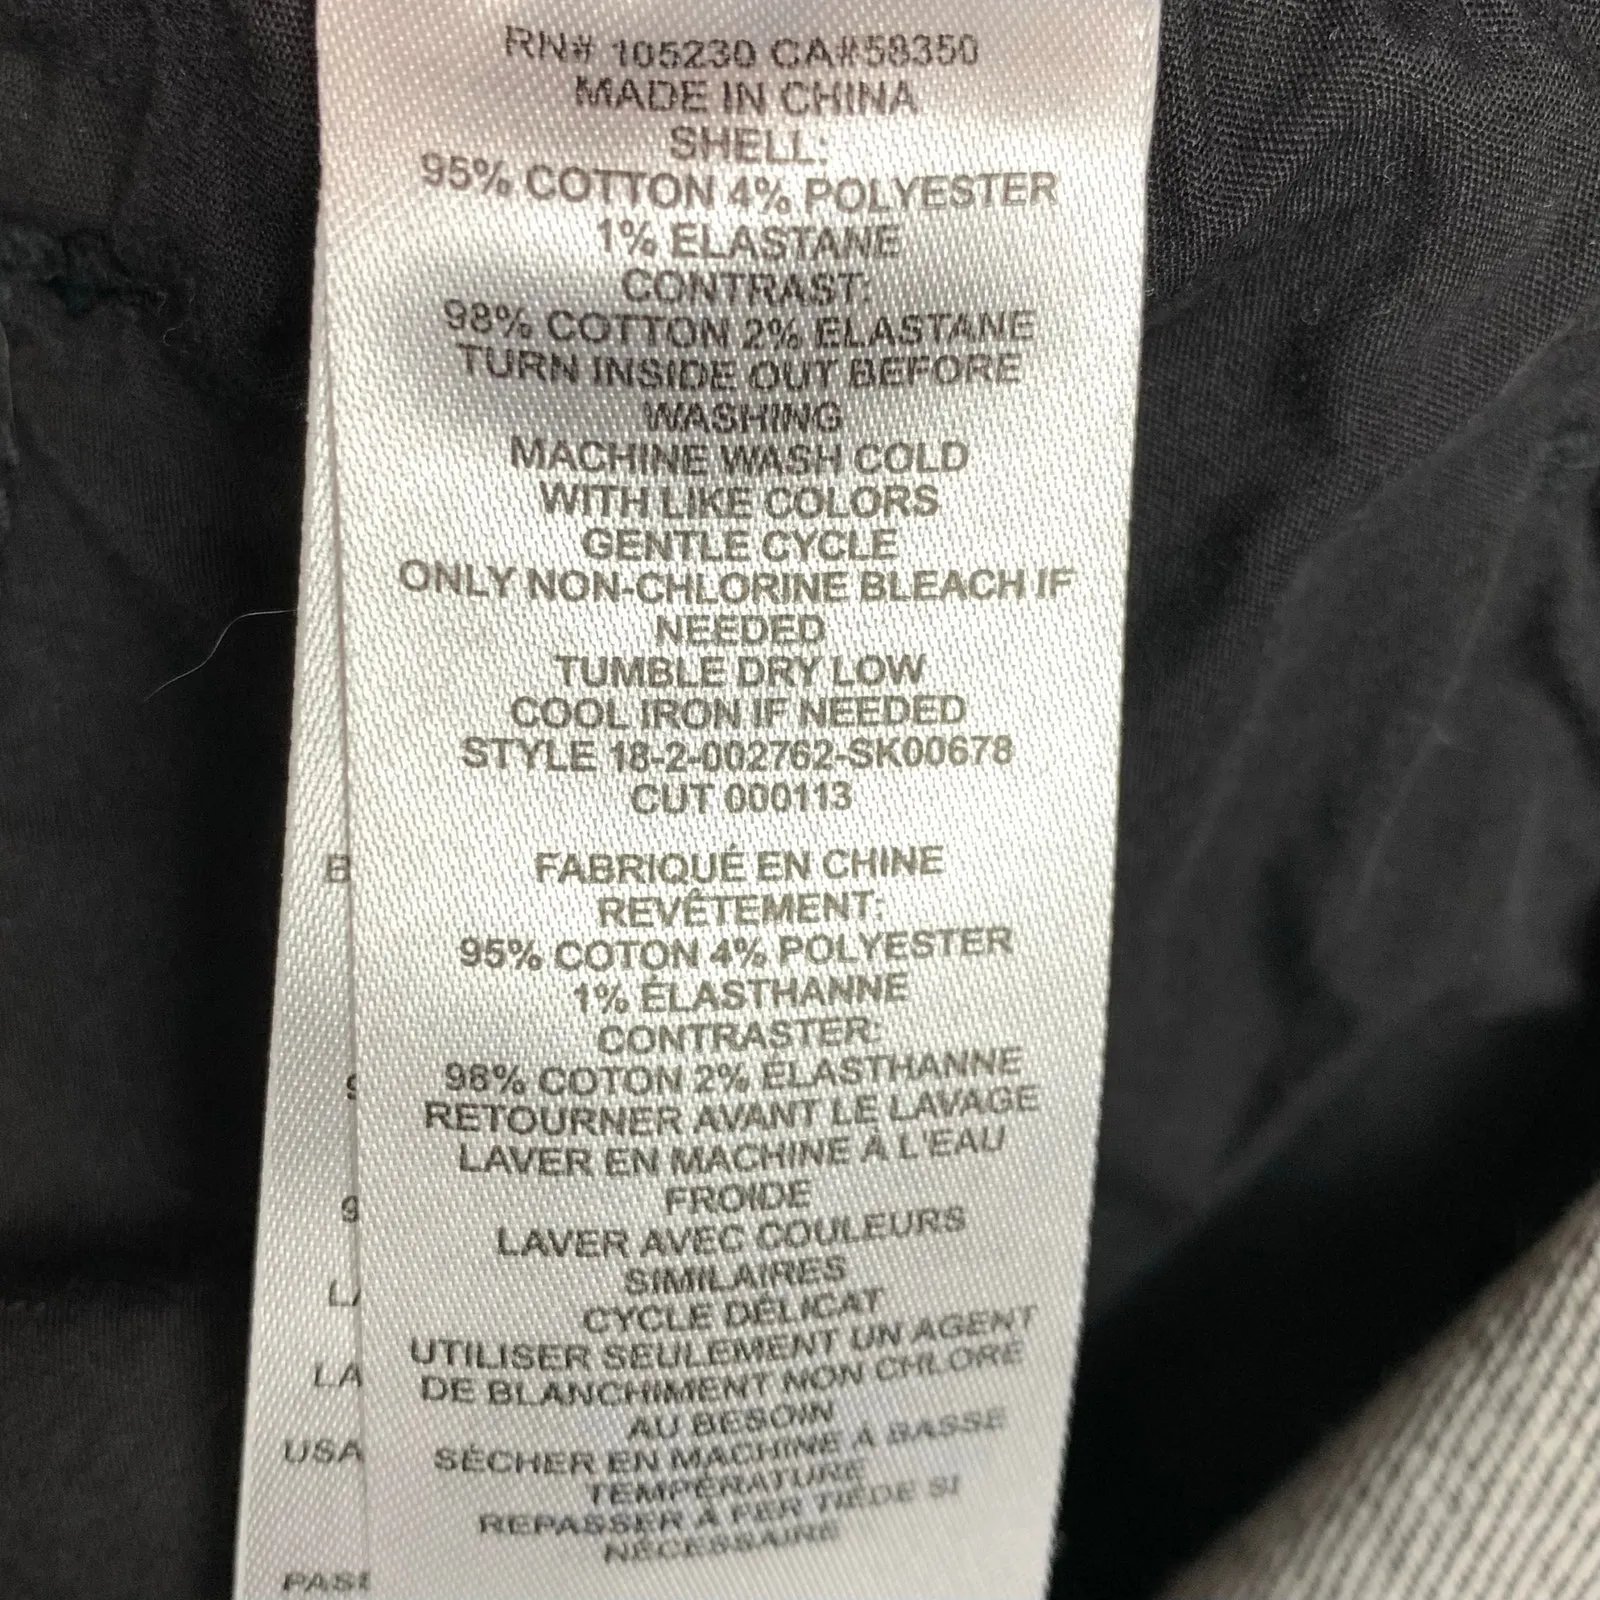 RN# 105230 CA#58350
MADE IN CHINA
SHELL:
95% COTTON 4% POLYESTER
1% ELASTANE
CONTRAST:
98% COTTON 2% ELASTANE
TURN INSIDE OUT BEFORE
WASHING
MACHINE WASH COLD
WITH LIKE COLORS
GENTLE CYCLE
ONLY NON-CHLORINE BLEACH IF
NEEDED
TUMBLE DRY LOW
COOL IRON IF NEEDED
STYLE 18-2-002762-SK00678
CUT 000113
FABRIQUÉ EN CHINE
REVÊTEMENT:
95% COTON 4% POLYESTER
1% ÉLASTHANNE
CONTRASTER:
98% COTON 2% ÉLASTHANNE
RETOURNER AVANT LE LAVAGE
LAVER EN MACHINE À L'EAU
FROIDE
LAVER AVEC COULEURS
SIMILAIRES
CYCLE DÉLICAT
UTILISER SEULEMENT UN AGENT
DE BLANCHIMENT NON CHLORÉ
AU BESOIN
SÉCHER EN MACHINE À BASSE
TEMPÉRATURE
REPASSER À FER TIÈDE SI
NÉCESSAIRE
B
9
9
LA
USA